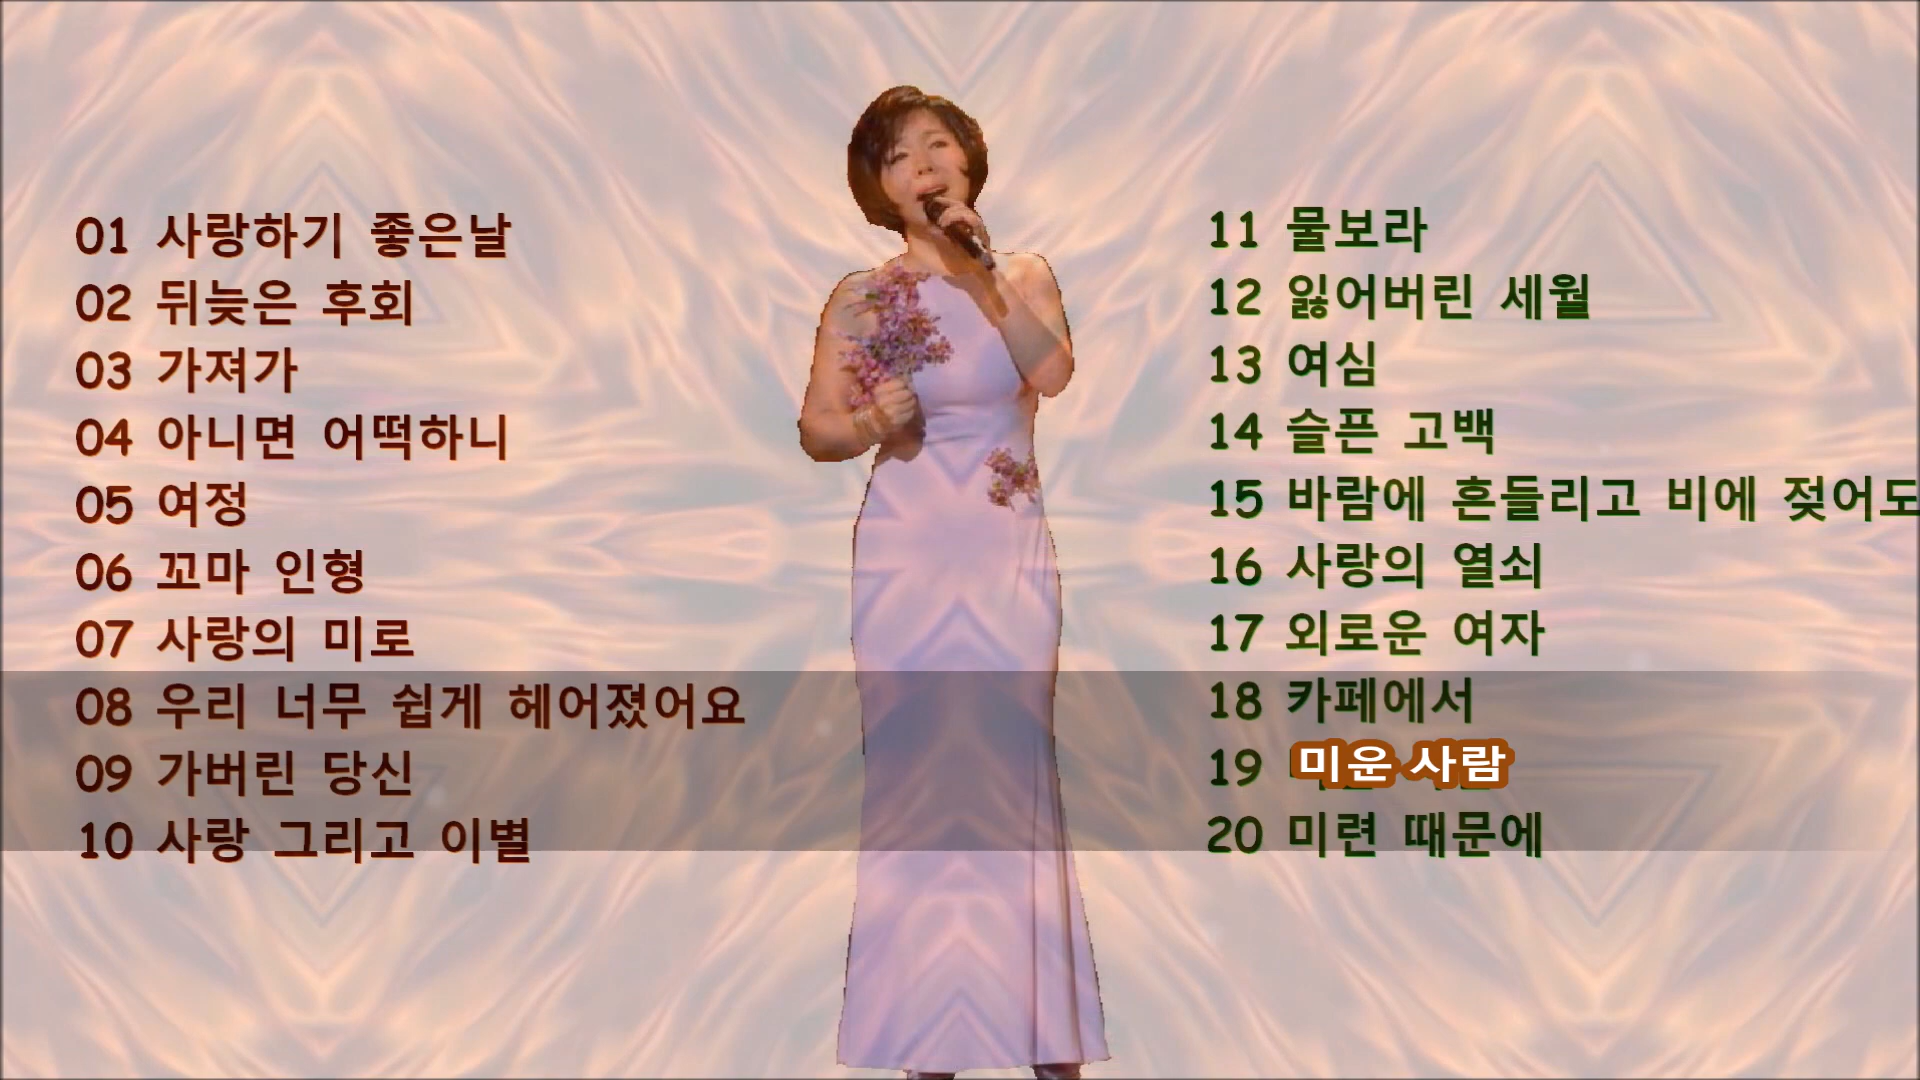 01 사랑하기 좋은날
02 뒤늦은 후회
03 가져가
04 아니면 어떡하니
05 여정
06 꼬마 인형
07 사랑의 미로
08 우리 너무 쉽게 헤어졌어요
09 가버린 당신
10 사랑 그리고 이별
11 물보라
12 잃어버린 세월
13 여심
14 슬픈 고백
15 바람에 흔들리고 비에 젖어도
16 사랑의 열쇠
17 외로운 여자
18 카페에서
19 미운 사람
20 미련 때문에